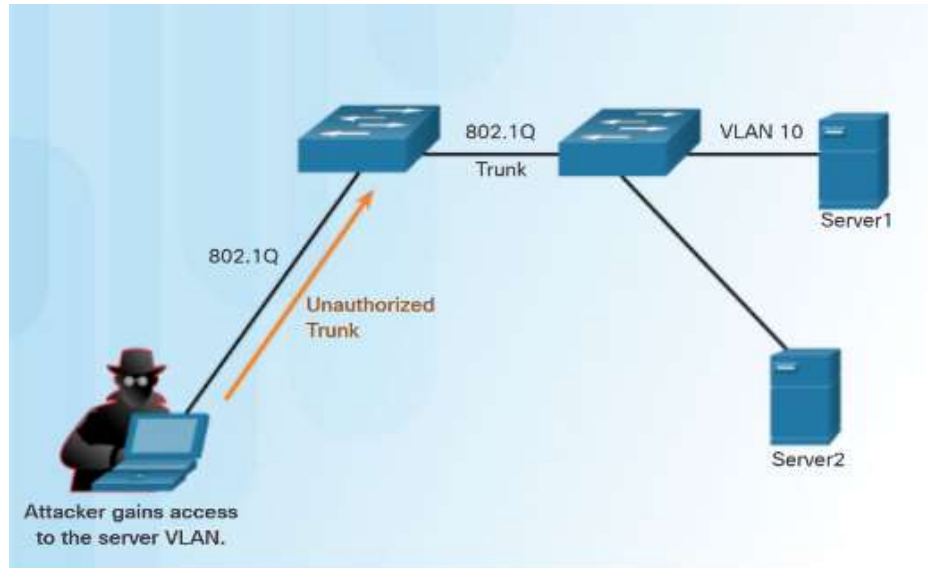 802.1Q
Trunk
VLAN 10
Server1
802.1Q
Unauthorized
Trunk
Server2
Attacker gains access
to the server VLAN.